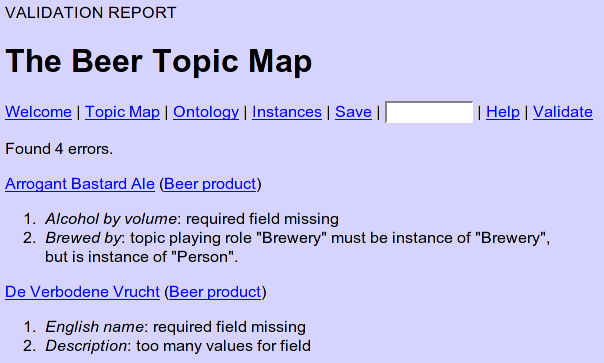 VALIDATION REPORT
The Beer Topic Map
Welcome | Topic Map | Ontology | Instances | Save | | Help | Validate
Found 4 errors.
Arrogant Bastard Ale (Beer product)
1. Alcohol by volume: required field missing
2. Brewed by: topic playing role "Brewery" must be instance of "Brewery",
but is instance of "Person".
De Verbodene Vrucht (Beer product)
1. English name: required field missing
2. Description: too many values for field